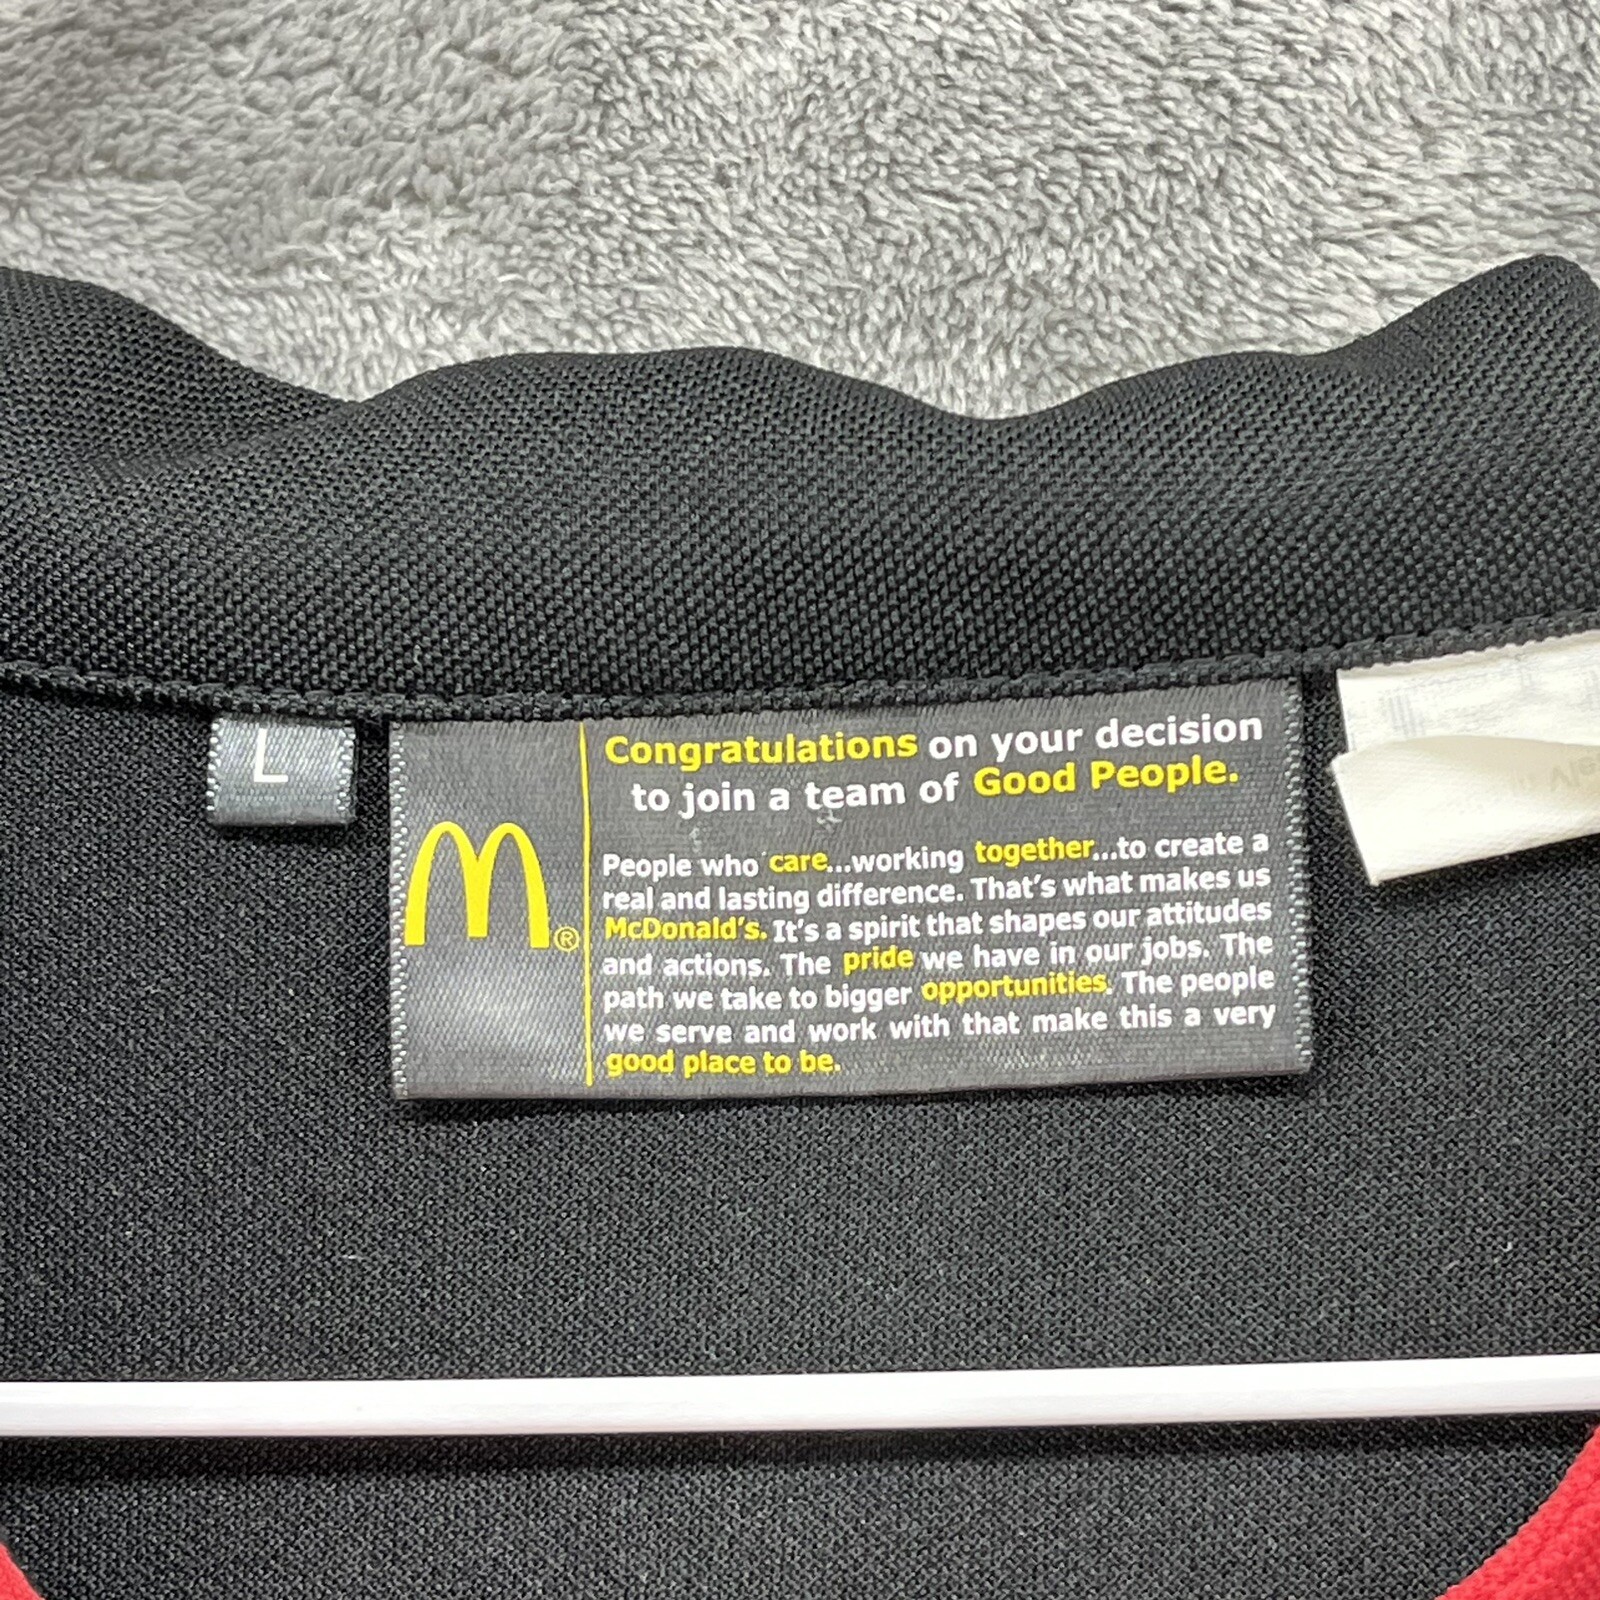 L
Congratulations on your decision
to join a team of Good People.
People who care...working together...to create a
real and lasting difference. That's what makes us
McDonald's. It's a spirit that shapes our attitudes
and actions. The pride we have in our jobs. The
path we take to bigger opportunities. The people
we serve and work with that make this a very
good place to be.
®